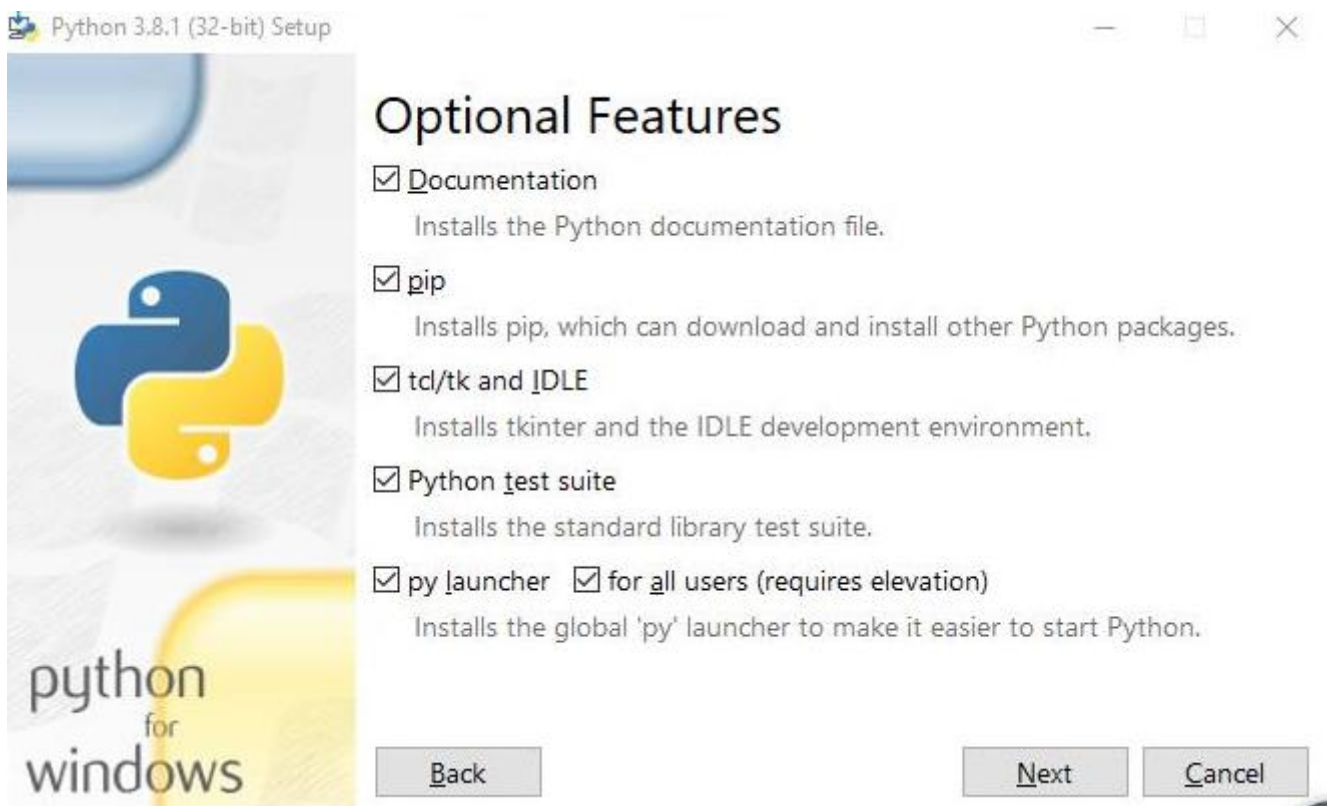 Python 3.8.1 (32-bit) Setup
Optional Features
Documentation
Installs the Python documentation file.
pip
Installs pip, which can download and install other Python packages.
tcl/tk and IDLE
Installs tkinter and the IDLE development environment.
Python test suite
Installs the standard library test suite.
py launcher for all users (requires elevation)
Installs the global 'py' launcher to make it easier to start Python.
python
for
windows
Back Next Cancel